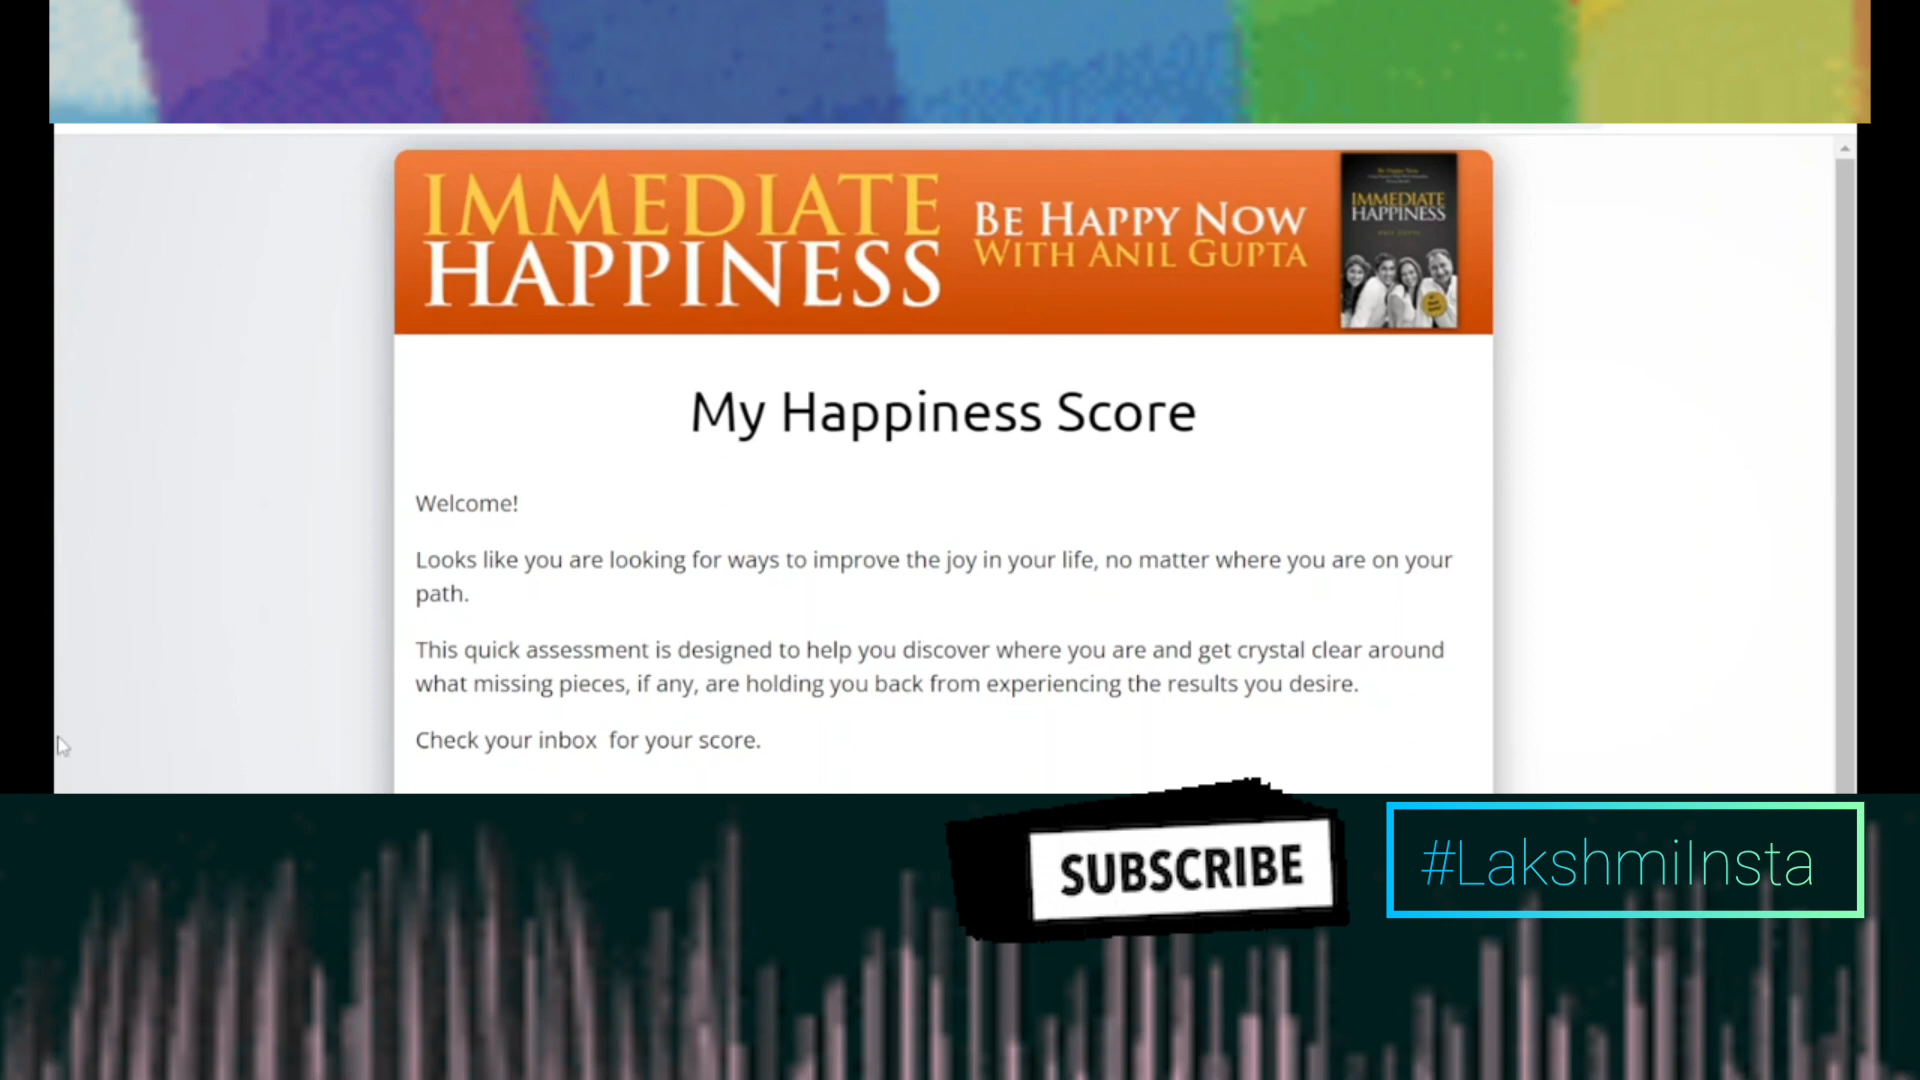 IMMEDIATE
HAPPINESS
BE HAPPY NOW
WITH ANIL GUPTA
IMMEDIATE
HAPPINESS
My Happiness Score
Welcome!
Looks like you are looking for ways to improve the joy in your life, no matter where you are on your
path.
This quick assessment is designed to help you discover where you are and get crystal clear around
what missing pieces, if any, are holding you back from experiencing the results you desire.
Check your inbox for your score.
SUBSCRIBE
#LakshmiInsta